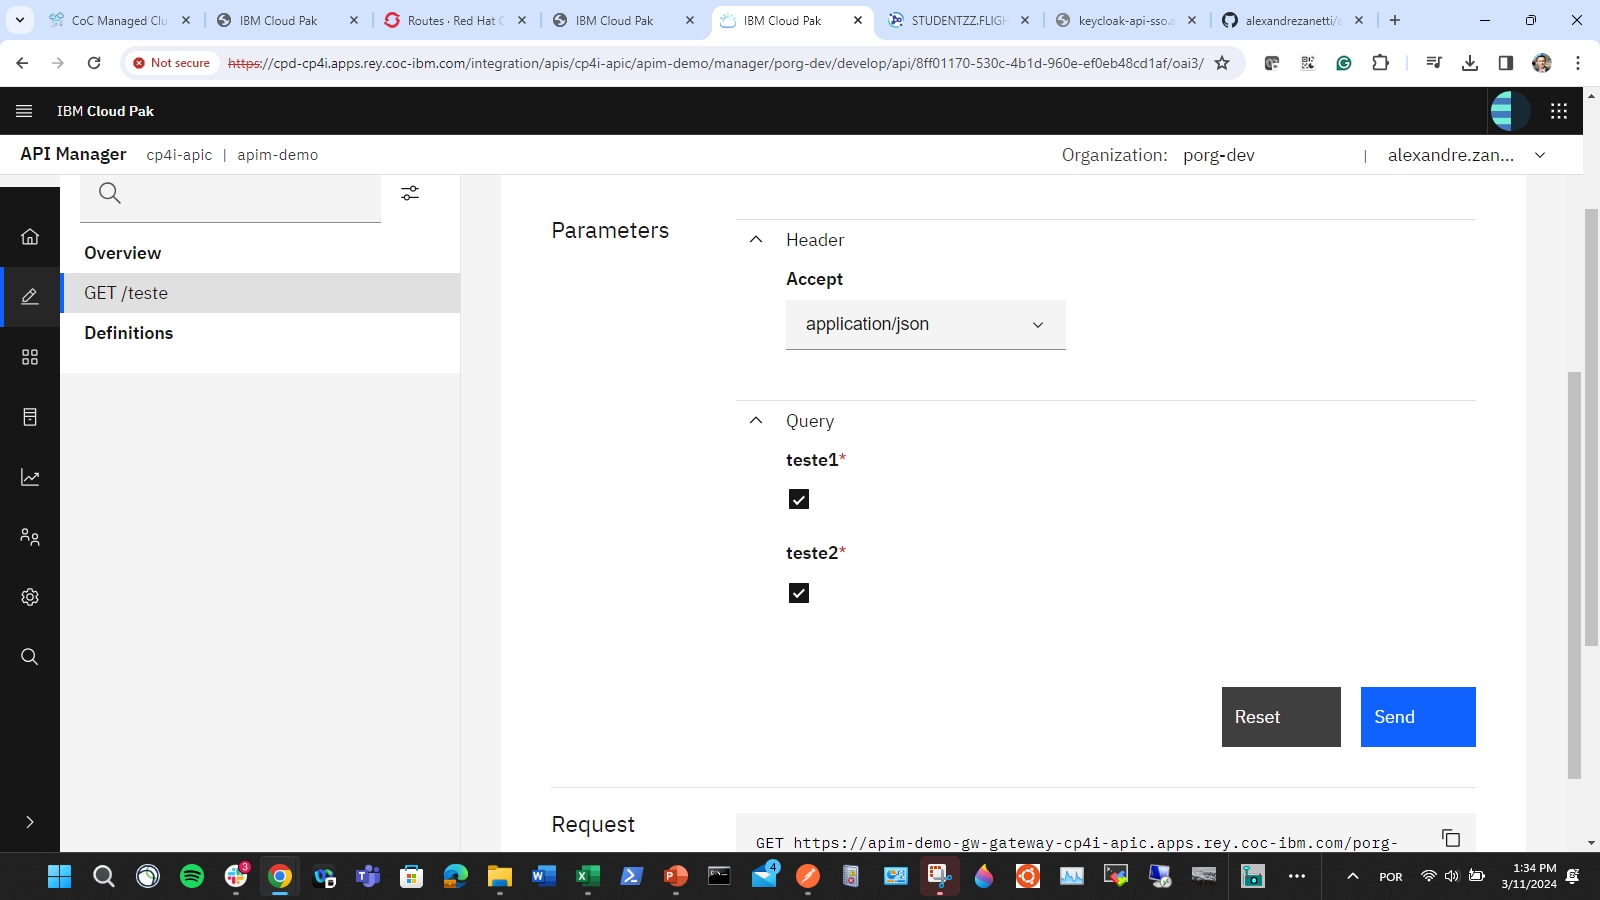 CoC Managed Clu
IBM Cloud Pak
Routes · Red Hat C
IBM Cloud Pak
IBM Cloud Pak
STUDENTZZ.FLIGH
keycloak-api-sso.a
alexandrezanetti/a
Not secure
https://cpd-cp4i.apps.rey.coc-ibm.com/integration/apis/cp4i-apic/apim-demo/manager/porg-dev/develop/api/8ff01170-530c-4b1d-960e-ef0eb48cd1af/oai3/
IBM Cloud Pak
API Manager cp4i-apic | apim-demo
Organization: porg-dev | alexandre.zan...
Overview
GET /teste
Definitions
Parameters
Header
Accept
application/json
Query
teste1*
teste2*
Reset
Send
Request
GET https://apim-demo-gw-gateway-cp4i-apic.apps.rey.coc-ibm.com/porg-
3
4
POR
1:34 PM
3/11/2024